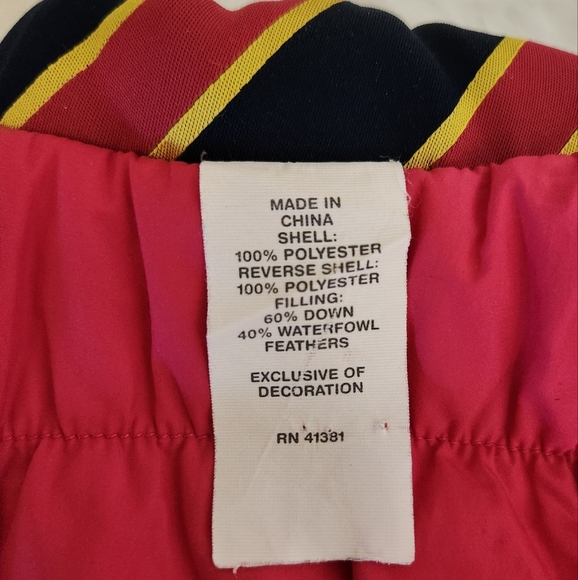 MADE IN
CHINA
SHELL:
100% POLYESTER
REVERSE SHELL:
100% POLYESTER
FILLING:
60% DOWN
40% WATERFOWL
FEATHERS
EXCLUSIVE OF
DECORATION
RN 41381